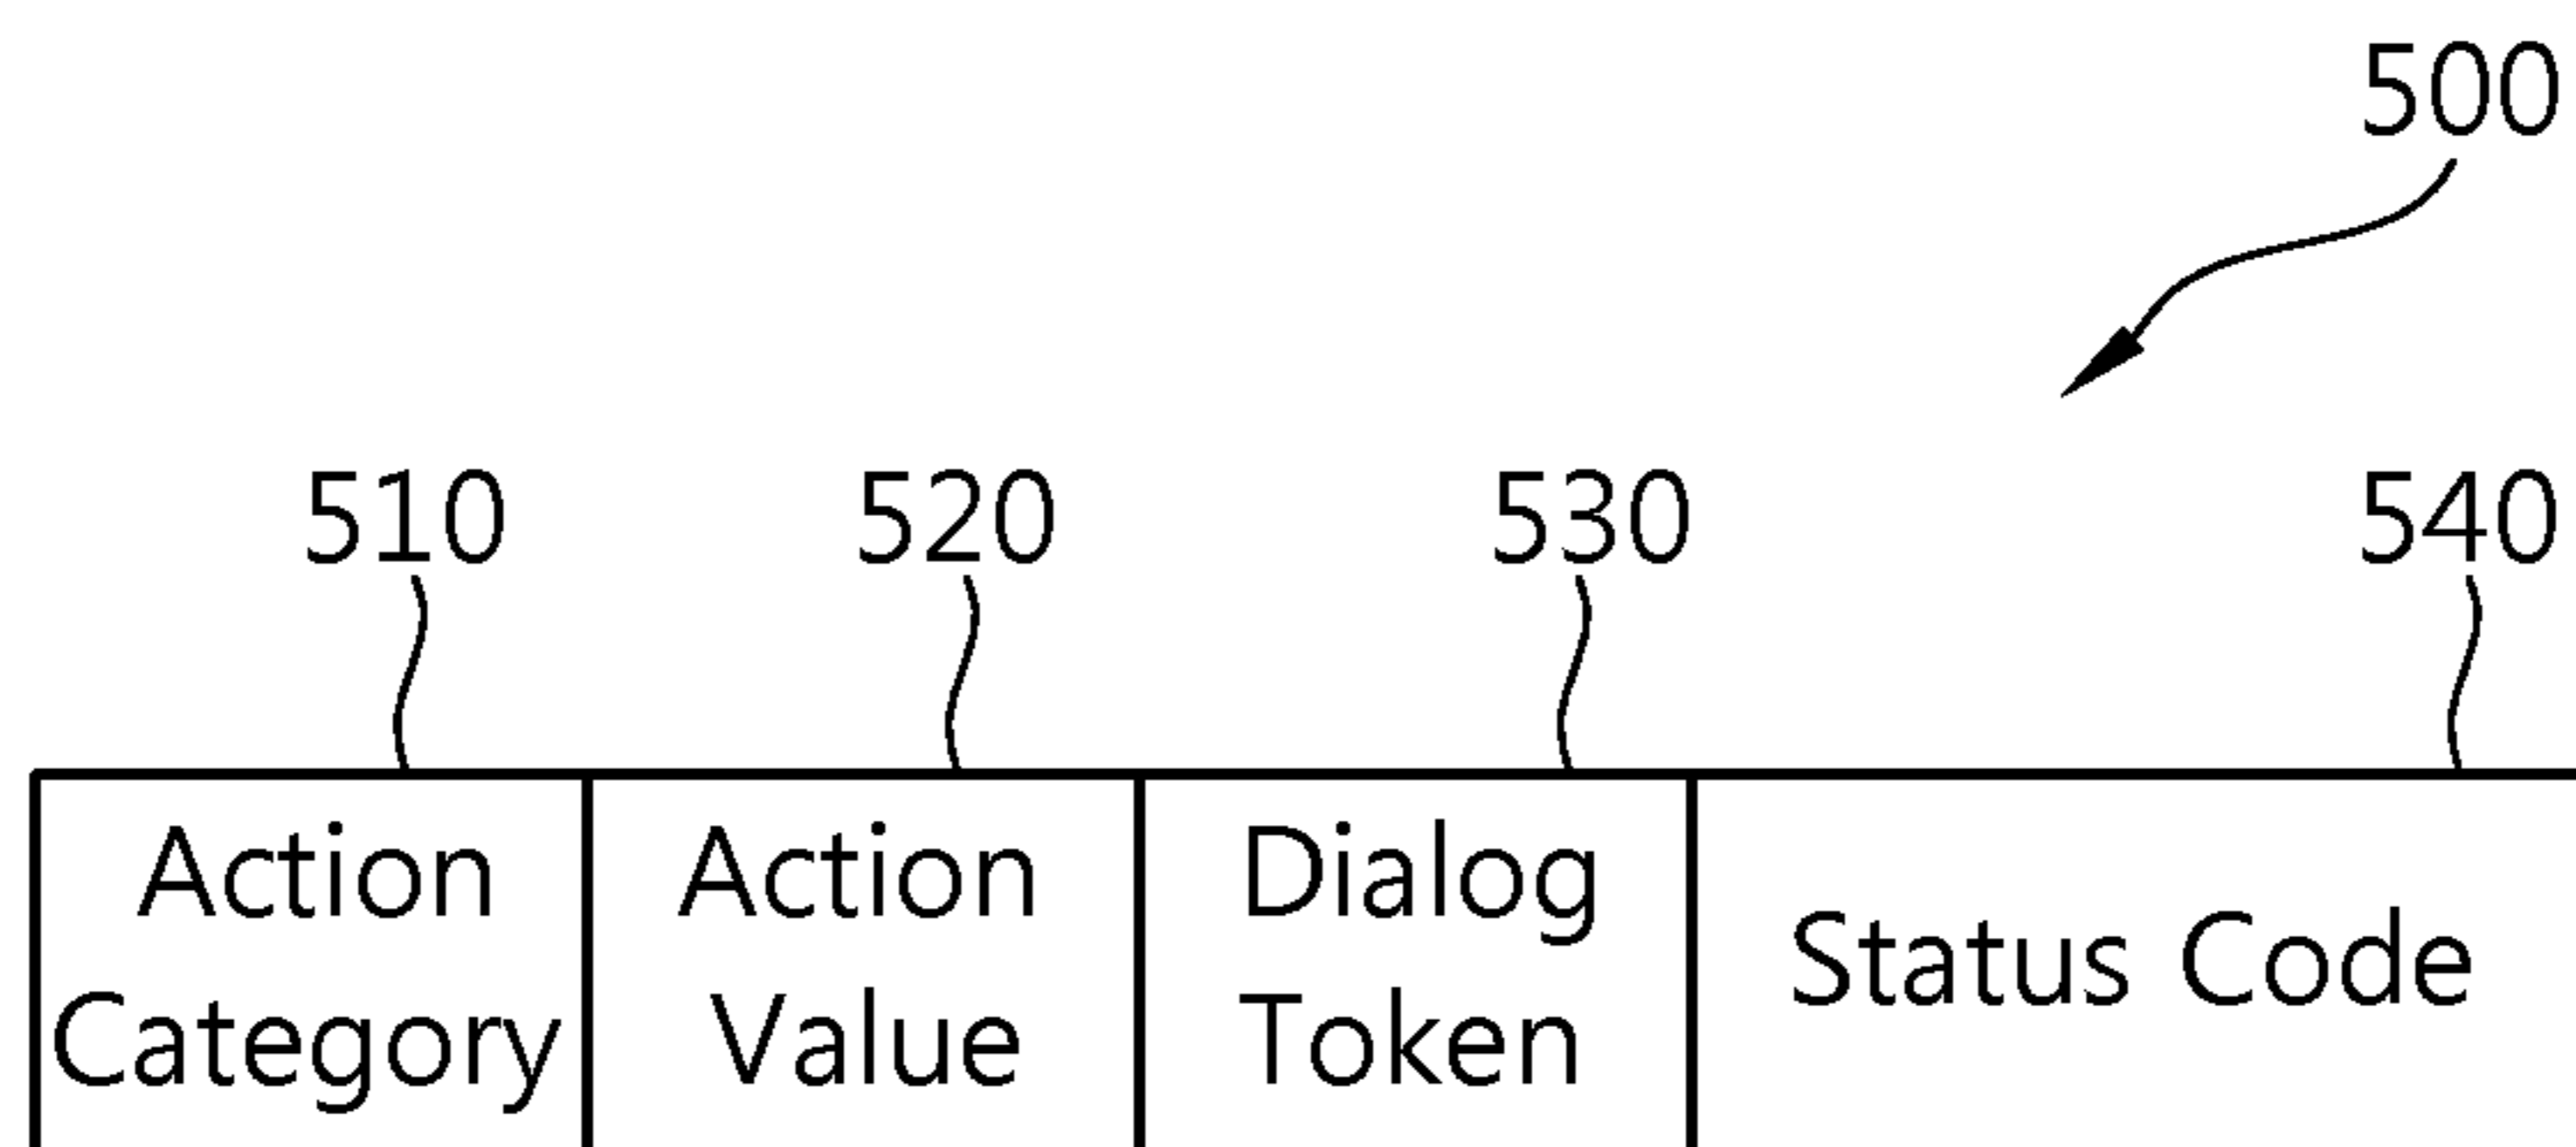 500
510 520 530 540
Action Action Dialog Status Code
Category Value Token